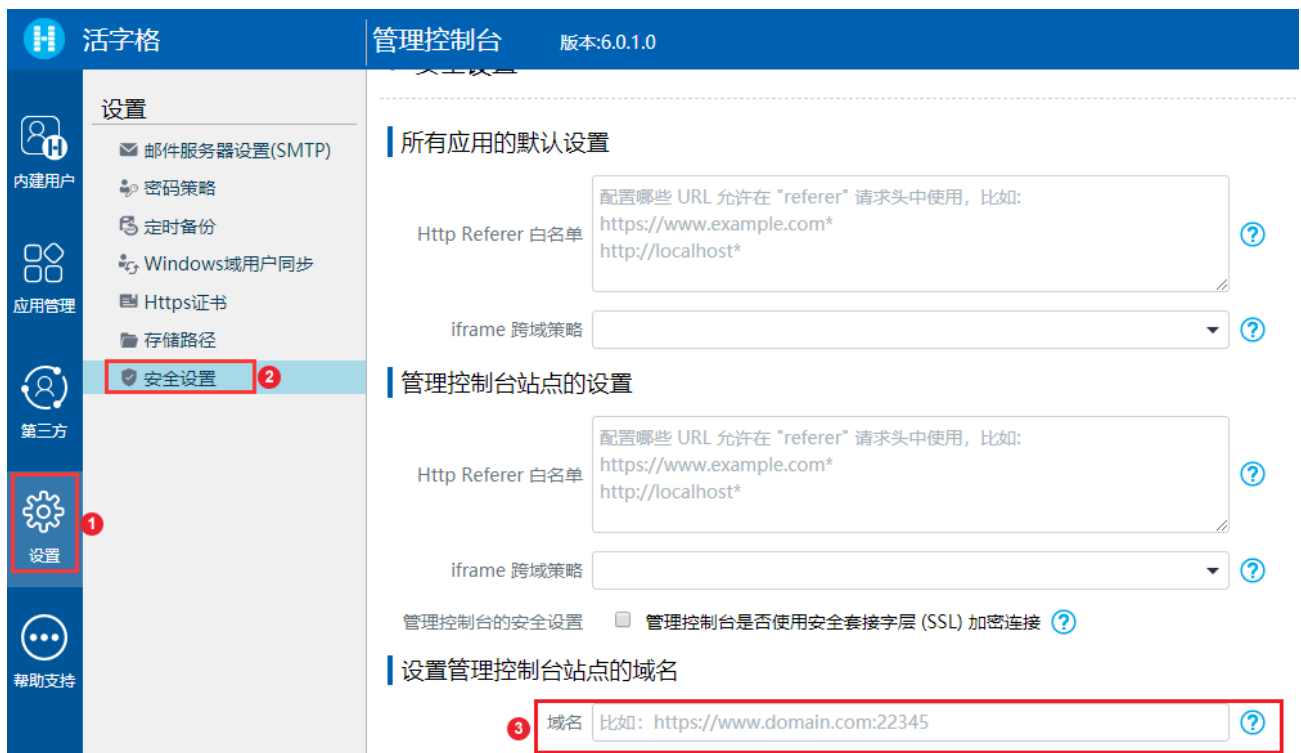 活字格
管理控制台
版本:6.0.1.0
内建用户
应用管理
第三方
设置
1
帮助支持
设置
邮件服务器设置(SMTP)
密码策略
定时备份
Windows域用户同步
Https证书
存储路径
安全设置
2
安全设置
所有应用的默认设置
Http Referer 白名单
配置哪些 URL 允许在 "referer" 请求头中使用，比如:
https://www.example.com*
http://localhost*
?
iframe 跨域策略
?
管理控制台站点的设置
Http Referer 白名单
配置哪些 URL 允许在 "referer" 请求头中使用，比如:
https://www.example.com*
http://localhost*
?
iframe 跨域策略
?
管理控制台的安全设置
管理控制台是否使用安全套接字层 (SSL) 加密连接
?
设置管理控制台站点的域名
3
域名
比如：https://www.domain.com:22345
?